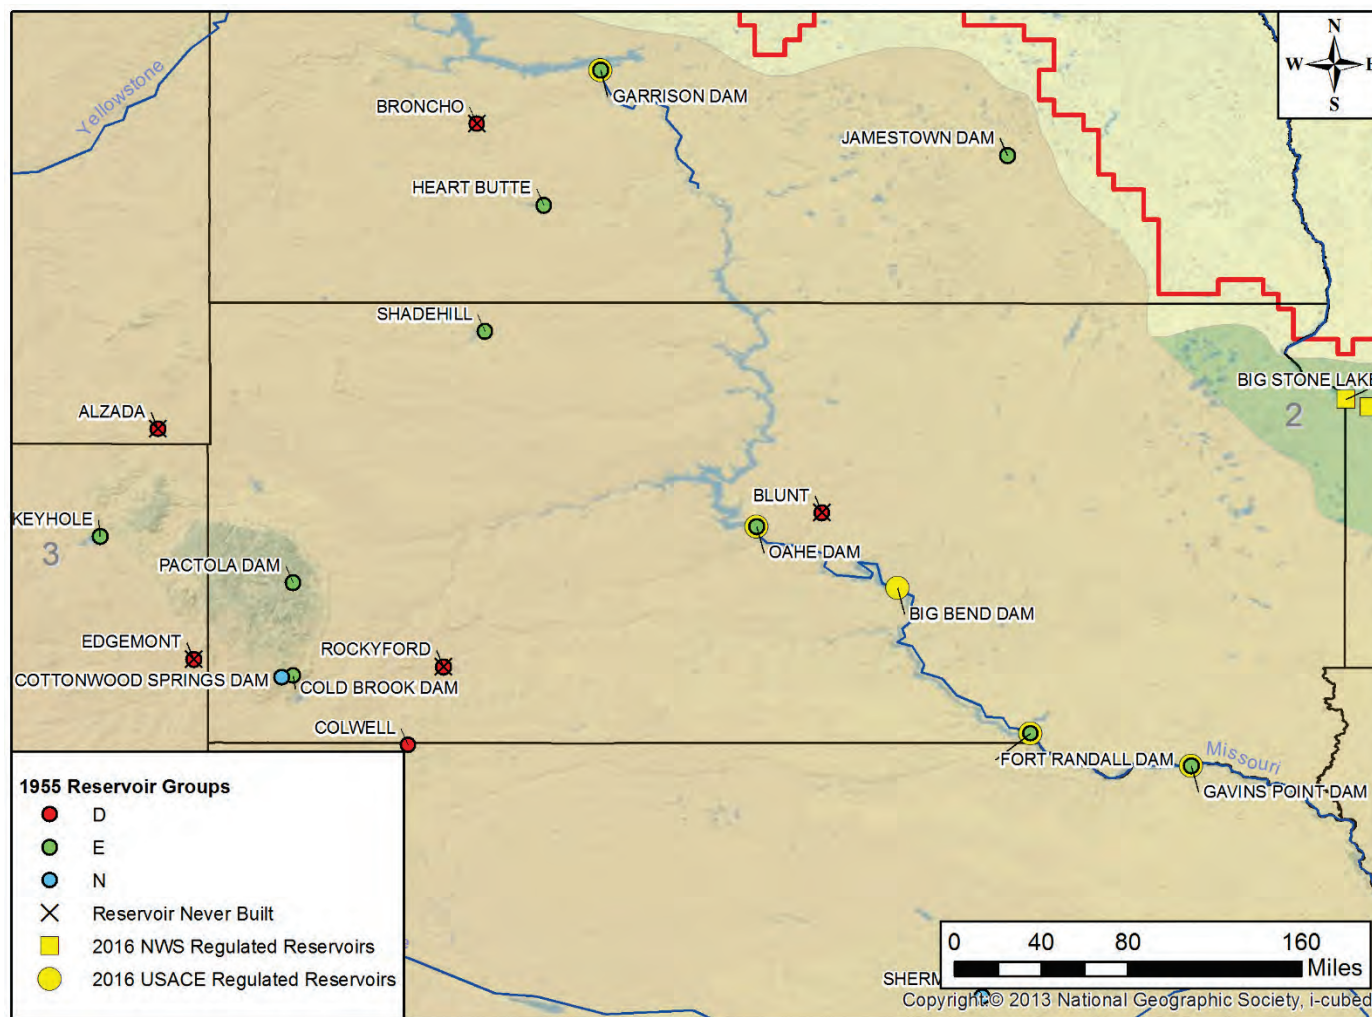 N
W
S
Yellowstone
GARRISON DAM
BRONCHO
JAMESTOWN DAM
HEART BUTTE
SHADEHILL
BIG STONE LAKE
ALZADA
2
BLUNT
KEYHOLE
3
OAHE DAM
PACTOLA DAM
BIG BEND DAM
EDGEMONT
ROCKYFORD
COTTONWOOD SPRINGS DAM
COLD BROOK DAM
COLWELL
FORT RANDALL DAM
Missouri
GAVINS POINT DAM
1955 Reservoir Groups
D
E
N
Reservoir Never Built
2016 NWS Regulated Reservoirs
2016 USACE Regulated Reservoirs
0 40 80 160
Miles
SHERM
Copyright:© 2013 National Geographic Society, i-cubed